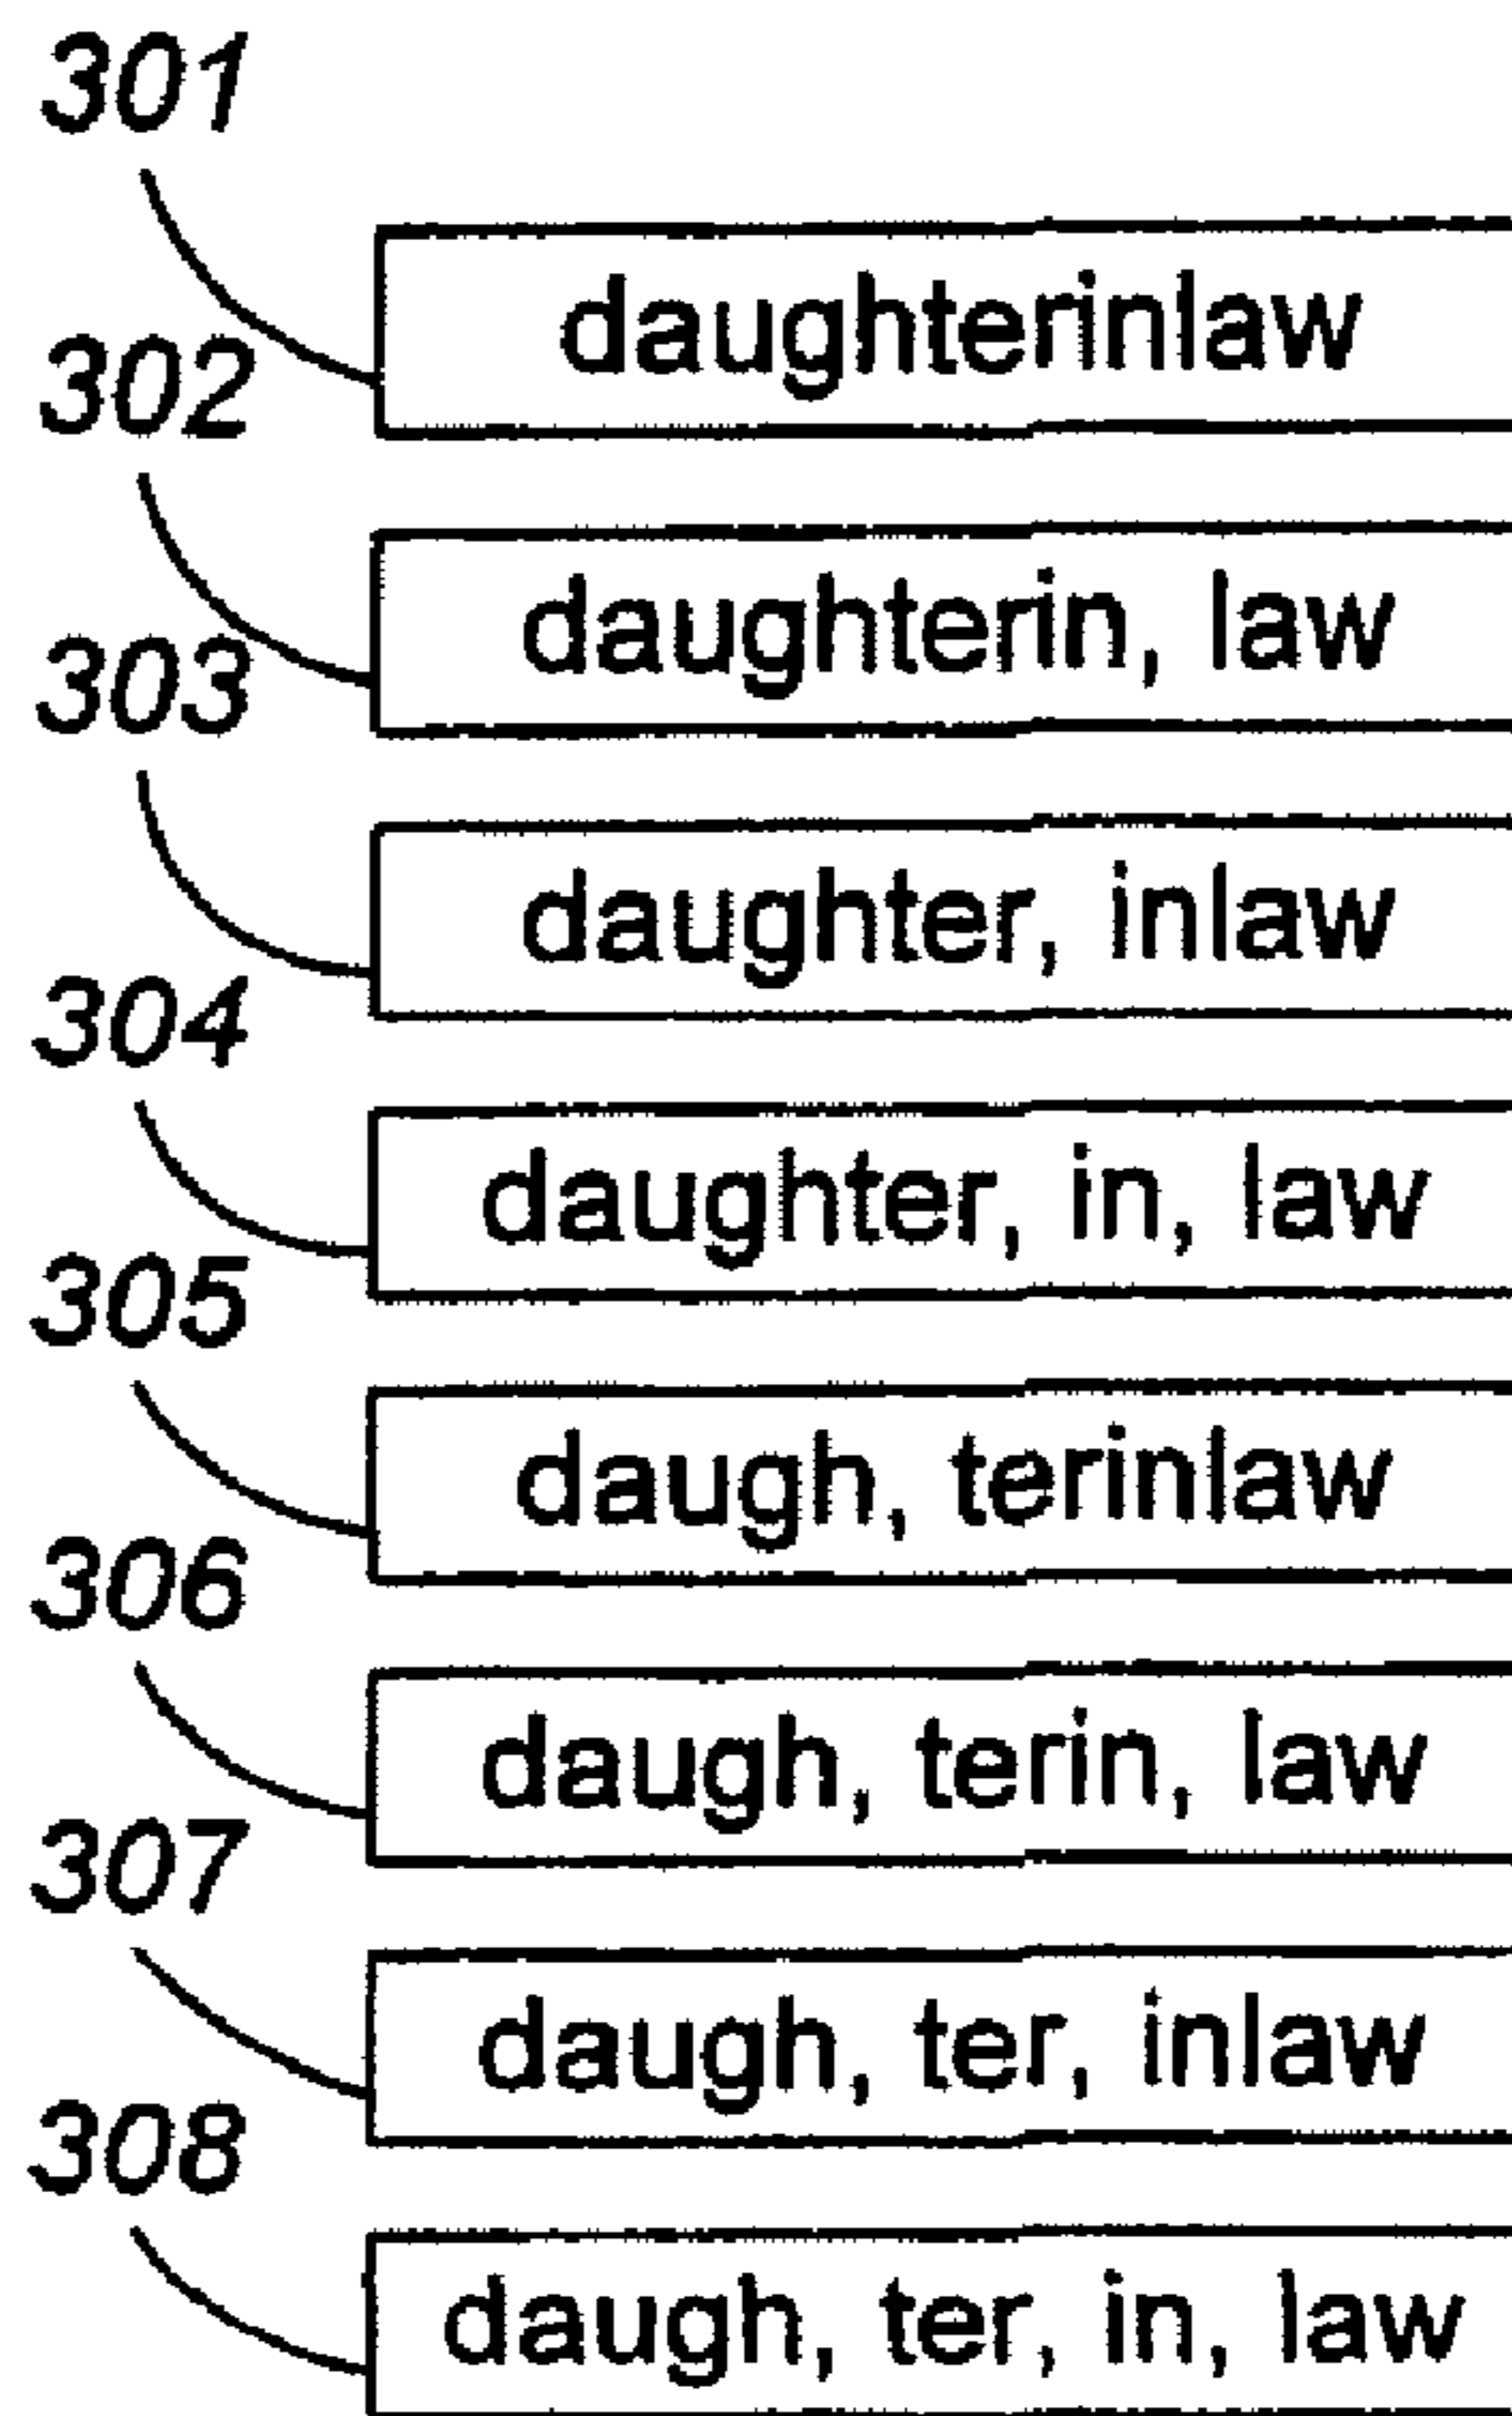 301
daughterinlaw
302
daughterin, law
303
daughter, inlaw
304
daughter, in, law
305
daugh, terinlaw
306
daugh, terin, law
307
daugh, ter, inlaw
308
daugh, ter, in, law